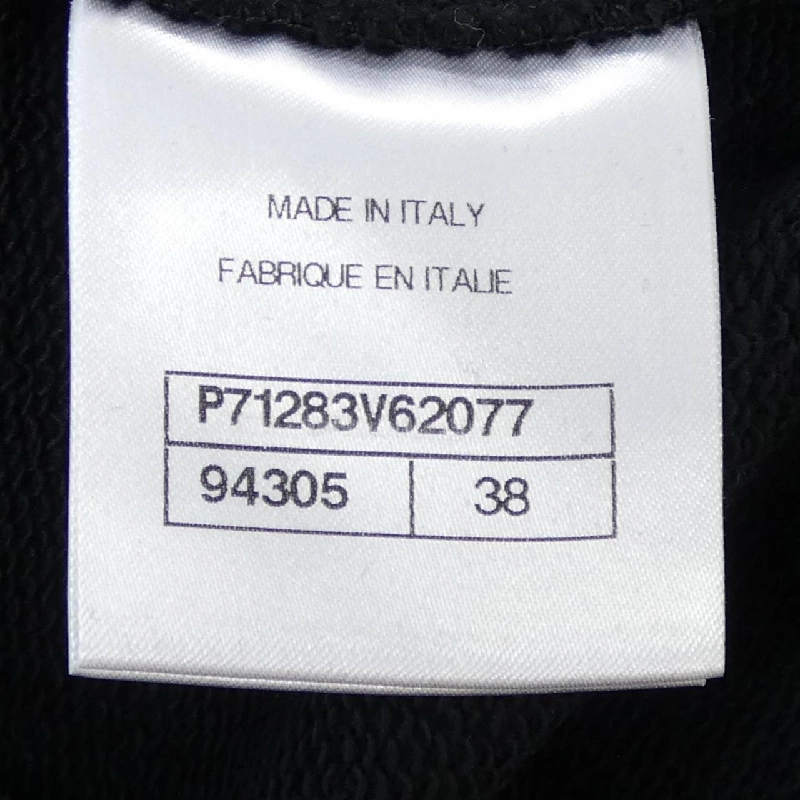 MADE IN ITALY
FABRIQUE EN ITALIE
P71283V62077
94305 38